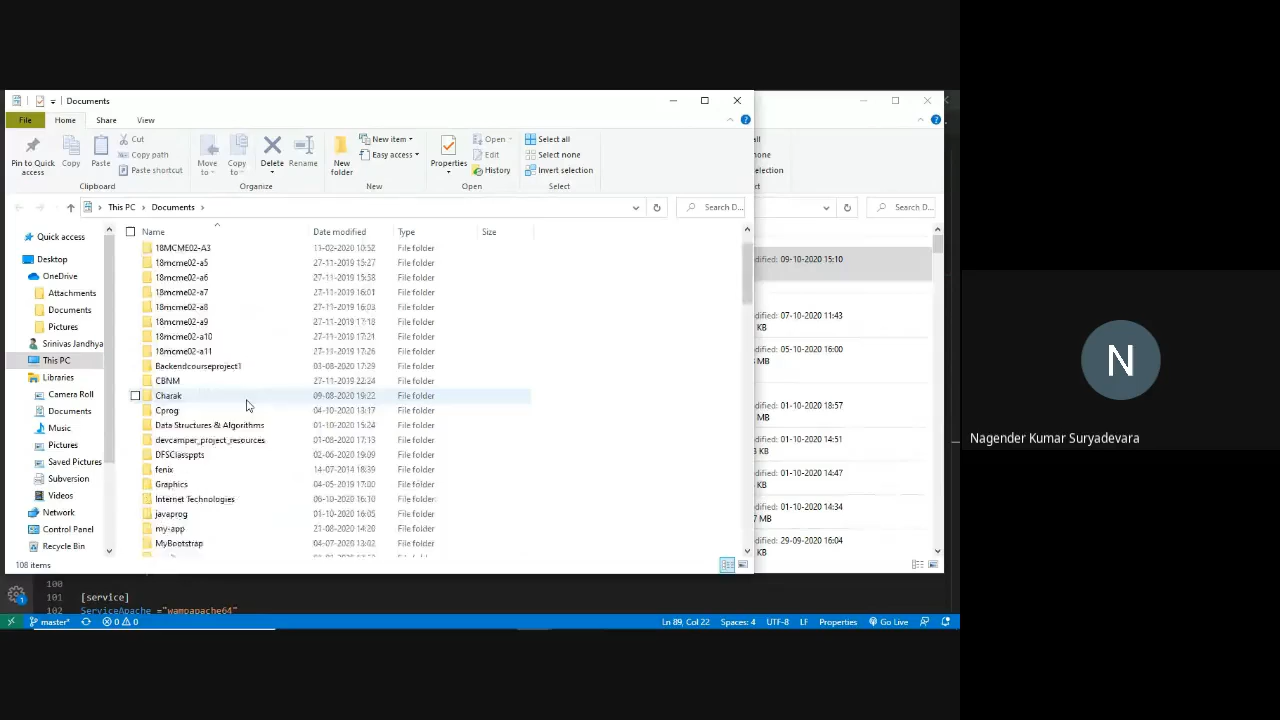 Documents
File Home Share View
Pin to Quick access
Copy
Paste
Cut
Copy path
Paste shortcut
Clipboard
Move to
Copy to
Delete
Rename
Organize
New folder
New item
Easy access
New
Properties
Open
Edit
History
Open
Select all
Select none
Invert selection
Select
This PC > Documents >
Search D...
Search D...
Name Date modified Type Size
Quick access
Desktop
OneDrive
Attachments
Documents
Pictures
Srinivas Jandhya
This PC
Libraries
Camera Roll
Documents
Music
Pictures
Saved Pictures
Subversion
Videos
Network
Control Panel
Recycle Bin
18MCME02-A3 11-02-2020 10:52 File folder
18mcme02-a5 27-11-2019 15:27 File folder
18mcme02-a6 27-11-2019 15:58 File folder
18mcme02-a7 27-11-2019 16:01 File folder
18mcme02-a8 27-11-2019 16:03 File folder
18mcme02-a9 27-11-2019 17:18 File folder
18mcme02-a10 27-11-2019 17:21 File folder
18mcme02-a11 27-11-2019 17:26 File folder
Backendcourseproject1 03-08-2020 17:29 File folder
CBNM 27-11-2019 22:24 File folder
Charak 09-08-2020 19:22 File folder
Cprog 04-10-2020 13:17 File folder
Data Structures & Algorithms 01-10-2020 15:24 File folder
devcamper_project_resources 01-08-2020 17:13 File folder
DFSClassppts 02-06-2020 19:09 File folder
fenix 14-07-2014 18:39 File folder
Graphics 05-04-2019 17:00 File folder
Internet Technologies 06-10-2020 16:10 File folder
javaprog 01-10-2020 16:05 File folder
my-app 21-08-2020 14:20 File folder
MyBootstrap 04-07-2020 13:02 File folder
108 items
all
one
selection
ct
dified: 09-10-2020 15:10
dified: 07-10-2020 11:43
KB
dified: 05-10-2020 16:00
MB
dified: 01-10-2020 18:57
MB
dified: 01-10-2020 14:51
KB
dified: 01-10-2020 14:47
KB
dified: 01-10-2020 14:34
MB
dified: 29-09-2020 16:04
KB
100
101 [service]
102 ServiceApache ="wampapache64"
master* 0 0 Ln 89, Col 22 Spaces: 4 UTF-8 LF Properties Go Live
N
Nagender Kumar Suryadevara